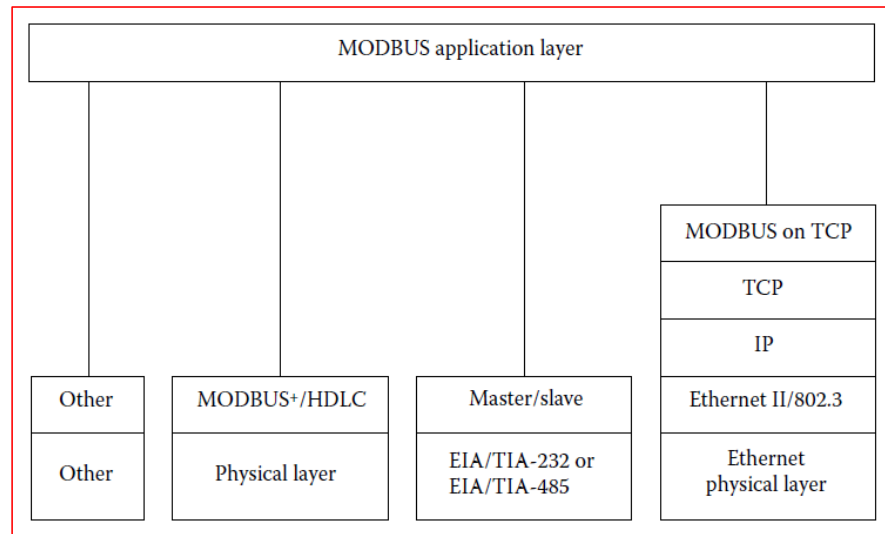 MODBUS application layer
MODBUS on TCP
TCP
IP
Other
MODBUS+/HDLC
Master/slave
Ethernet II/802.3
Other
Physical layer
EIA/TIA-232 or
EIA/TIA-485
Ethernet
physical layer